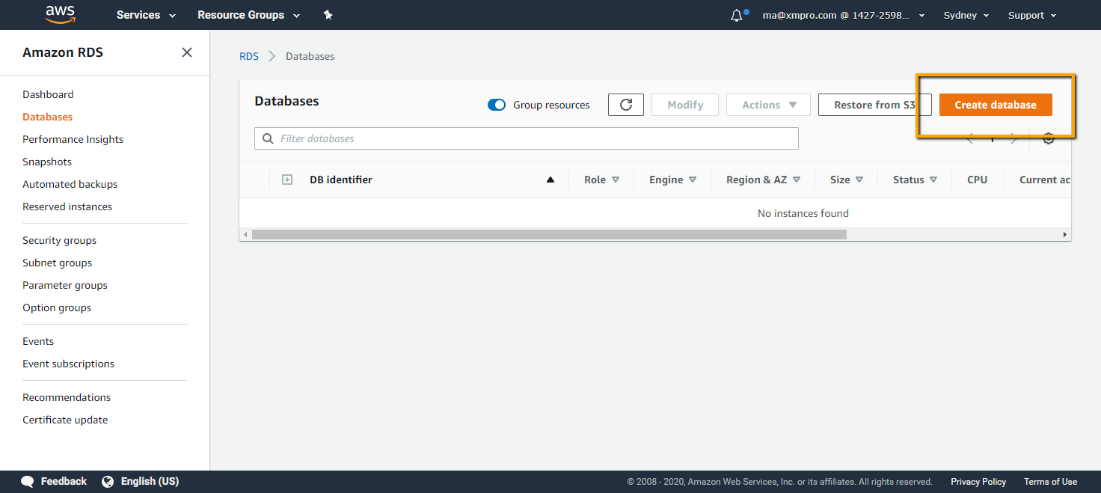 aws Services Resource Groups ma@xmpro.com @ 1427-2598... Sydney Support
Amazon RDS
RDS Databases
Dashboard
Databases
Performance Insights
Snapshots
Automated backups
Reserved instances
Security groups
Subnet groups
Parameter groups
Option groups
Events
Event subscriptions
Recommendations
Certificate update
Databases Group resources Modify Actions Restore from S3 Create database
Filter databases
DB identifier Role Engine Region & AZ Size Status CPU Current ac
No instances found
Feedback English (US) © 2008 - 2020, Amazon Web Services, Inc. or its affiliates. All rights reserved. Privacy Policy Terms of Use